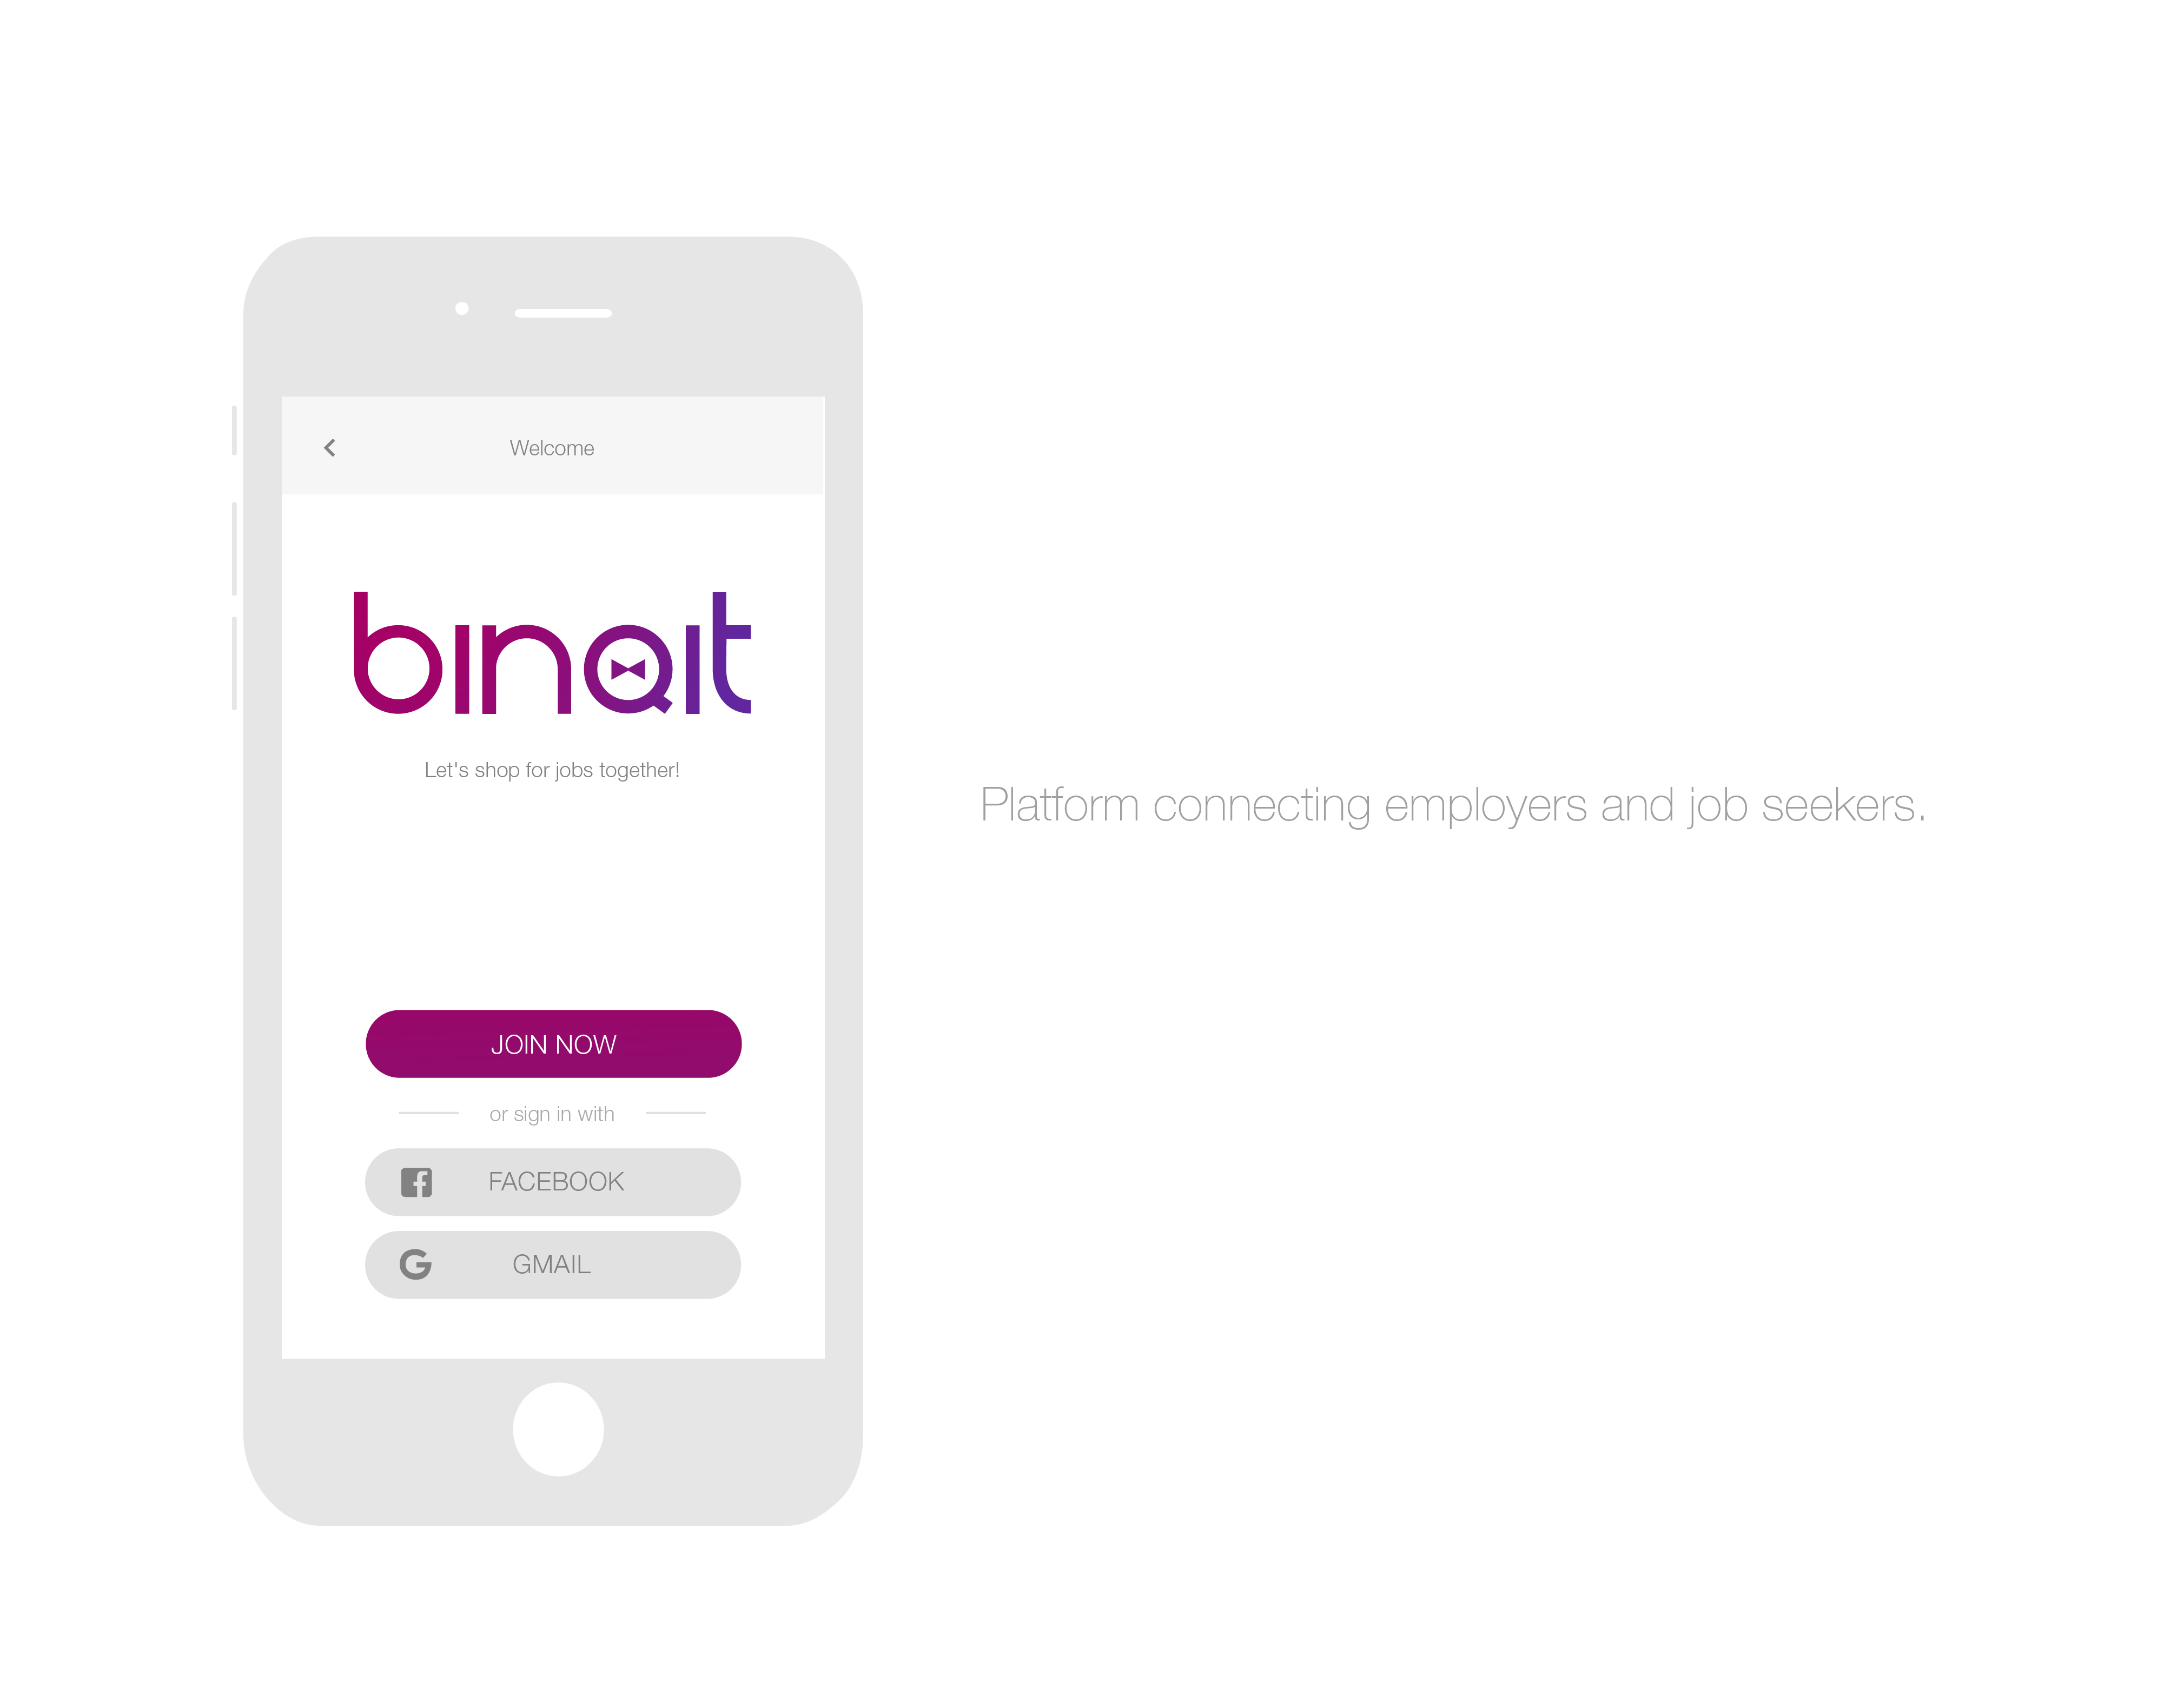 Welcome
binqit
Let's shop for jobs together!
Platform connecting employers and job seekers.
JOIN NOW
or sign in with
FACEBOOK
GMAIL